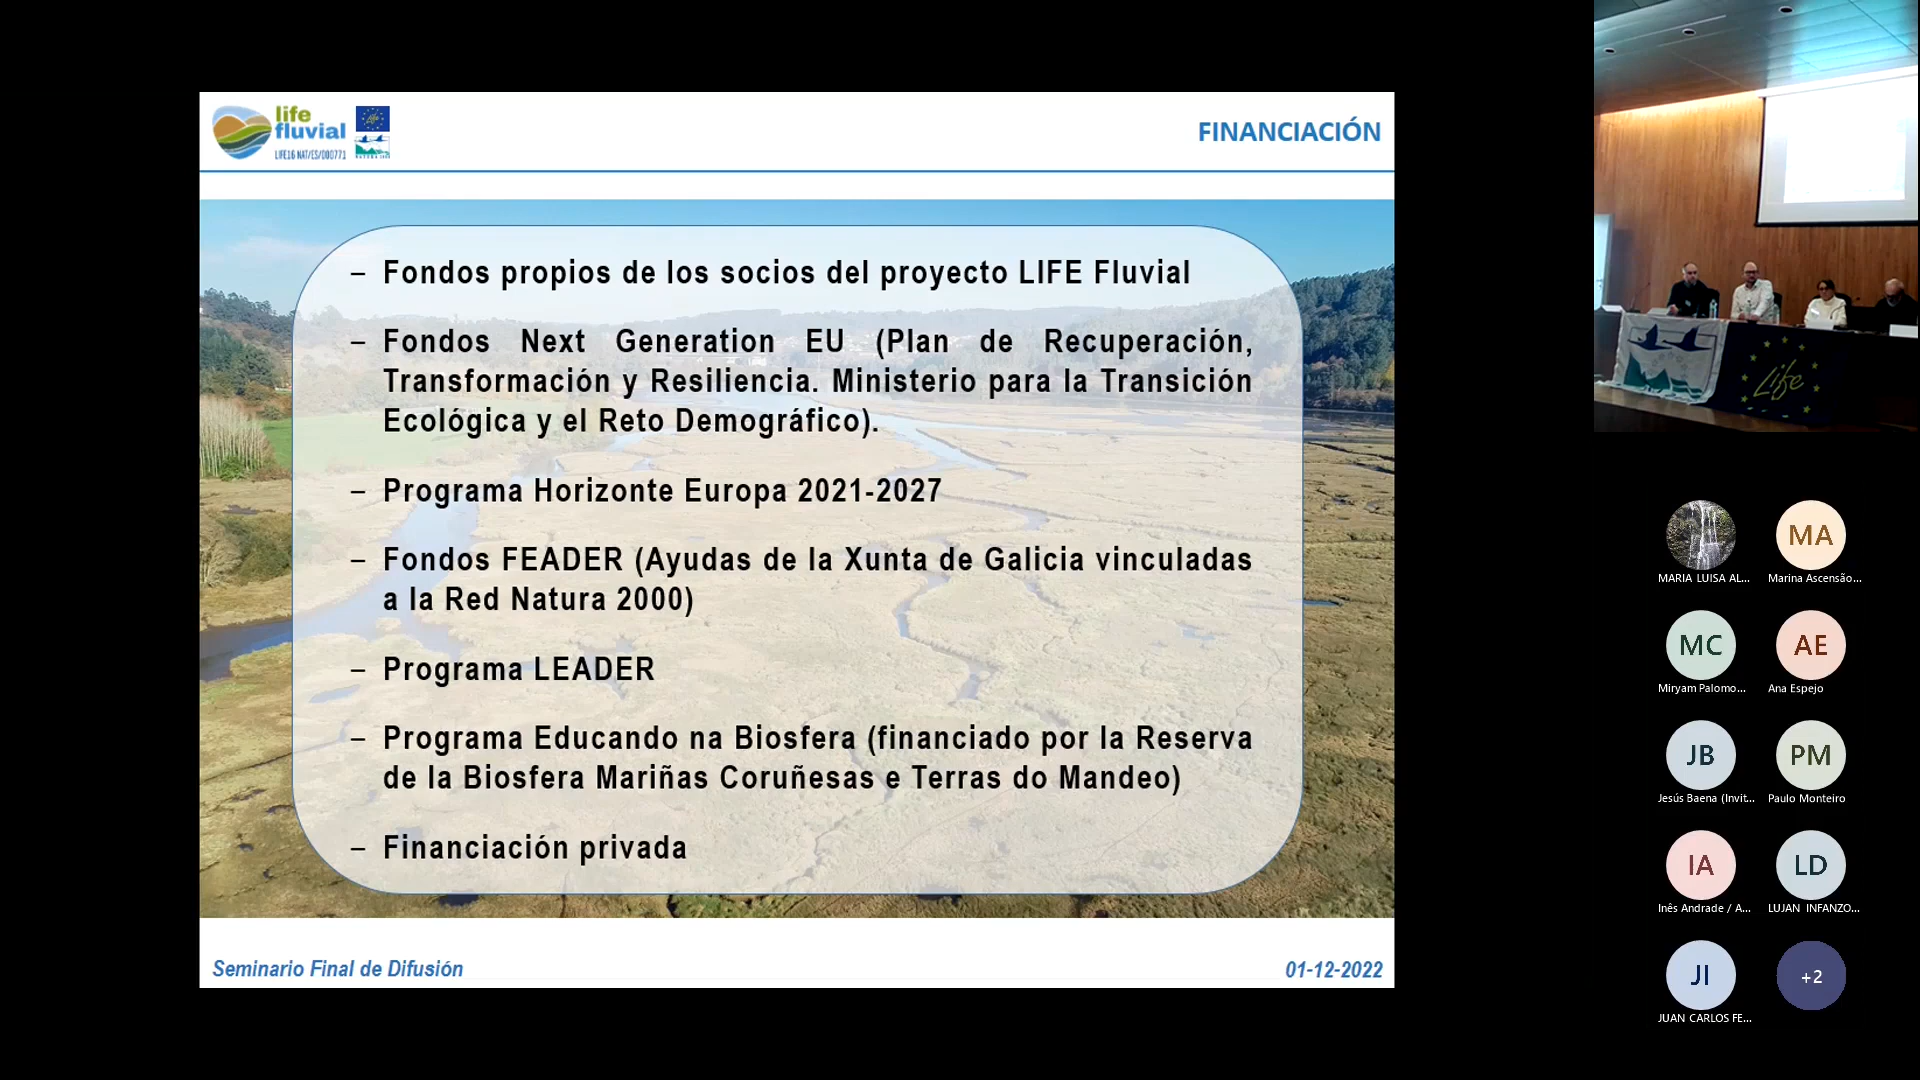 life
fluvial
LIFE16 NAT/ES/000771
FINANCIACIÓN
– Fondos propios de los socios del proyecto LIFE Fluvial
– Fondos Next Generation EU (Plan de Recuperación,
Transformación y Resiliencia. Ministerio para la Transición
Ecológica y el Reto Demográfico).
– Programa Horizonte Europa 2021-2027
– Fondos FEADER (Ayudas de la Xunta de Galicia vinculadas
a la Red Natura 2000)
– Programa LEADER
– Programa Educando na Biosfera (financiado por la Reserva
de la Biosfera Mariñas Coruñesas e Terras do Mandeo)
– Financiación privada
Seminario Final de Difusión
01-12-2022
Life
MA
MARIA LUISA AL...
Marina Ascensão...
MC
AE
Miryam Palomo...
Ana Espejo
JB
PM
Jesús Baena (Invit...
Paulo Monteiro
IA
LD
Inês Andrade / A...
LUJAN INFANZO...
JI
+2
JUAN CARLOS FE...